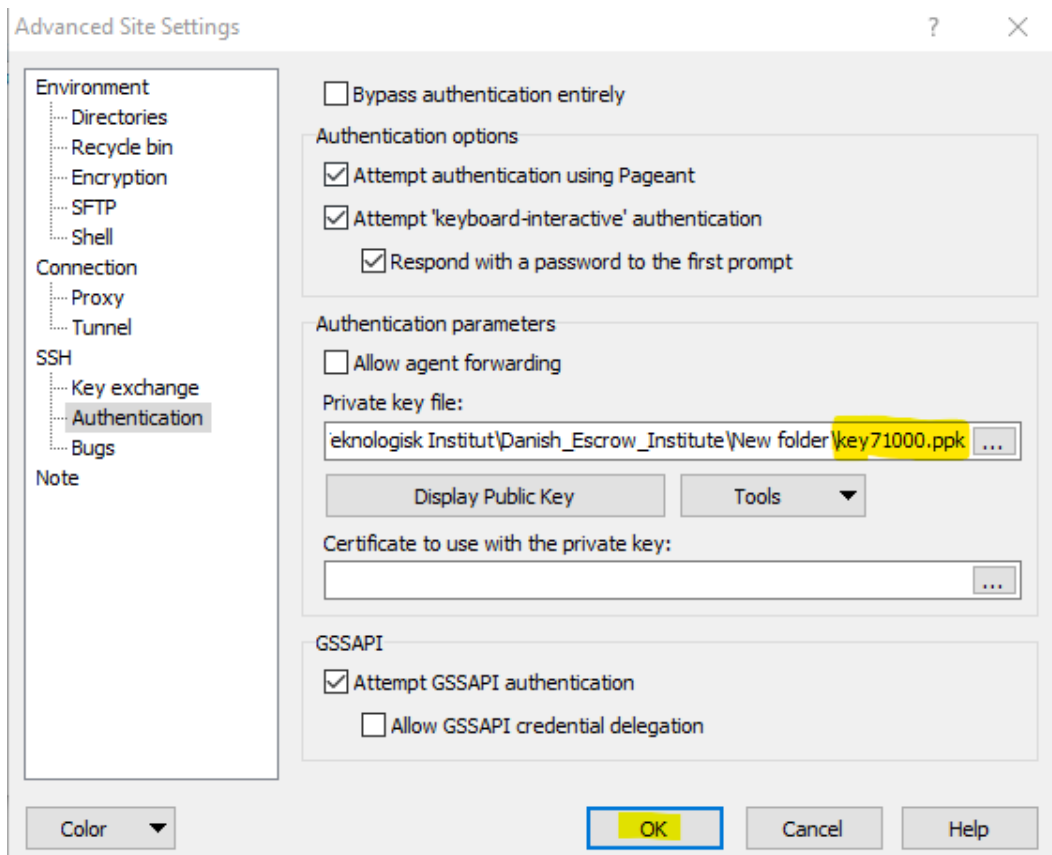 Advanced Site Settings
Environment
Directories
Recycle bin
Encryption
SFTP
Shell
Connection
Proxy
Tunnel
SSH
Key exchange
Authentication
Bugs
Note
Bypass authentication entirely
Authentication options
Attempt authentication using Pageant
Attempt 'keyboard-interactive' authentication
Respond with a password to the first prompt
Authentication parameters
Allow agent forwarding
Private key file:
eknologisk Institut\Danish_Escrow_Institute\New folder\key71000.ppk ...
Display Public Key
Tools
Certificate to use with the private key:
...
GSSAPI
Attempt GSSAPI authentication
Allow GSSAPI credential delegation
Color
OK
Cancel
Help